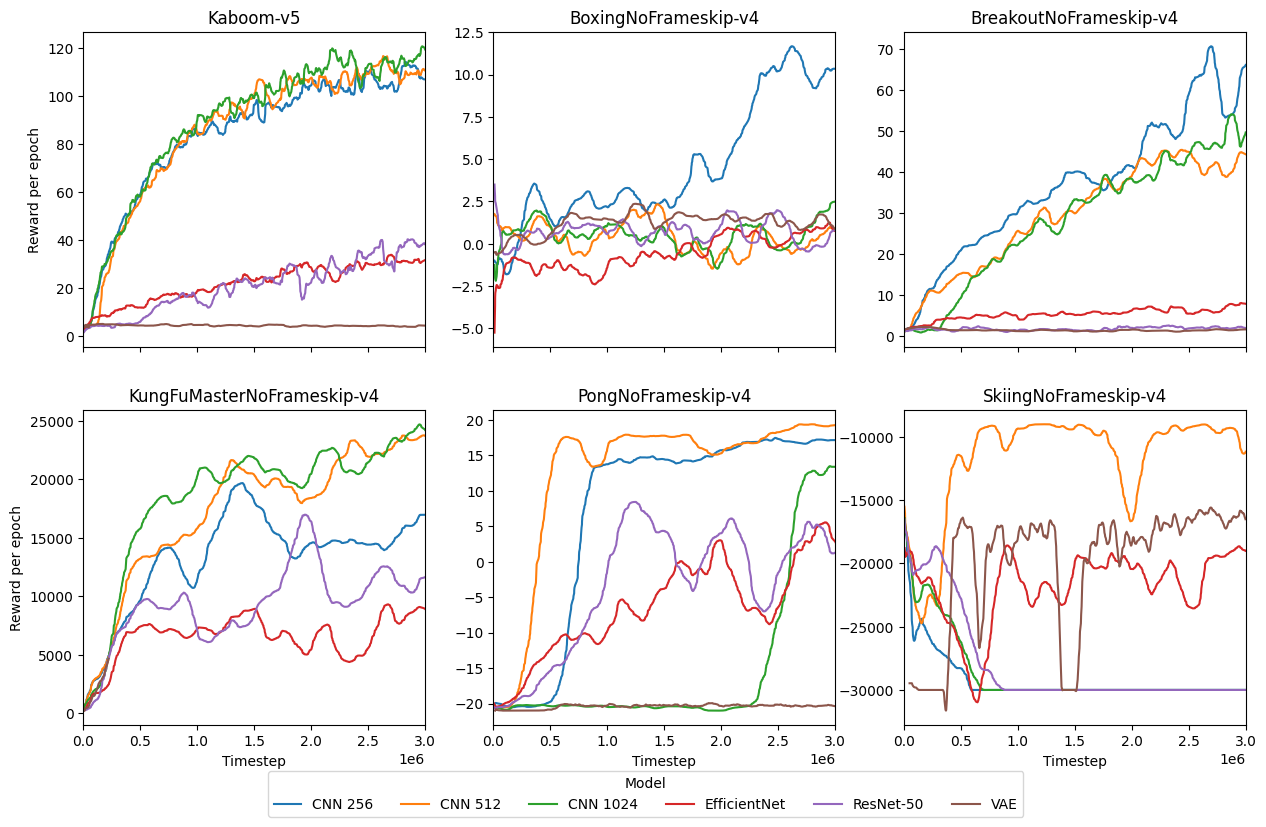 Kaboom-v5
BoxingNoFrameskip-v4
BreakoutNoFrameskip-v4
Reward per epoch
120
100
80
60
40
20
0
12.5
10.0
7.5
5.0
2.5
0.0
−2.5
−5.0
70
60
50
40
30
20
10
0
KungFuMasterNoFrameskip-v4
PongNoFrameskip-v4
SkiingNoFrameskip-v4
Reward per epoch
25000
20000
15000
10000
5000
0
20
15
10
5
0
−5
−10
−15
−20
−10000
−15000
−20000
−25000
−30000
0.0 0.5 1.0 1.5 2.0 2.5 3.0
0.0 0.5 1.0 1.5 2.0 2.5 3.0
0.0 0.5 1.0 1.5 2.0 2.5 3.0
Timestep 1e6
Timestep 1e6
Timestep 1e6
Model
CNN 256 CNN 512 CNN 1024 EfficientNet ResNet-50 VAE